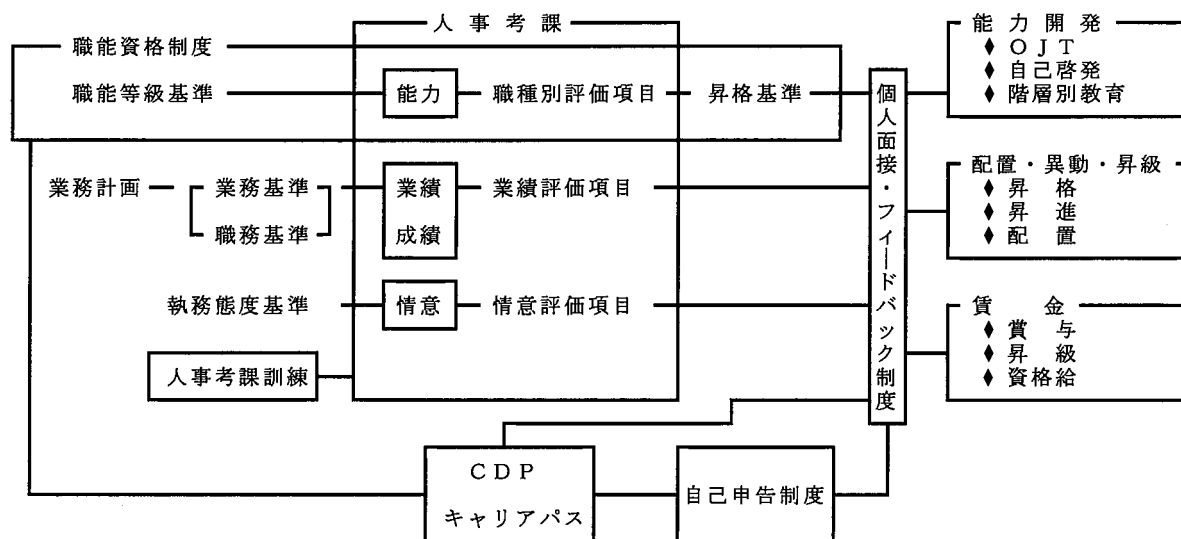 人事考課
職能資格制度
職能等級基準
能力
職種別評価項目
昇格基準
業務計画
業務基準
職務基準
業績
成績
業績評価項目
執務態度基準
情意
情意評価項目
人事考課訓練
個人面接・フィードバック制度
能力開発
♦ OJT
♦ 自己啓発
♦ 階層別教育
配置・異動・昇級
♦ 昇格
♦ 昇進
♦ 配置
賃金
♦ 賞与
♦ 昇級
♦ 資格給
CDP
キャリアパス
自己申告制度